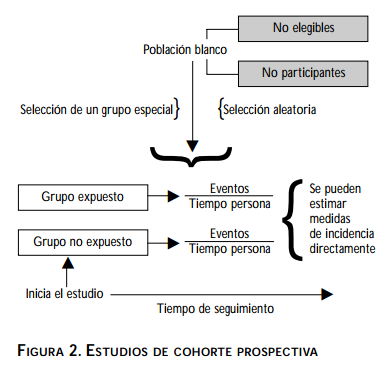 No elegibles
Población blanco
No participantes
Selección de un grupo especial
Selección aleatoria
Grupo expuesto
Eventos
Tiempo persona
Grupo no expuesto
Eventos
Tiempo persona
Se pueden
estimar
medidas
de incidencia
directamente
Inicia el estudio
Tiempo de seguimiento
FIGURA 2. ESTUDIOS DE COHORTE PROSPECTIVA